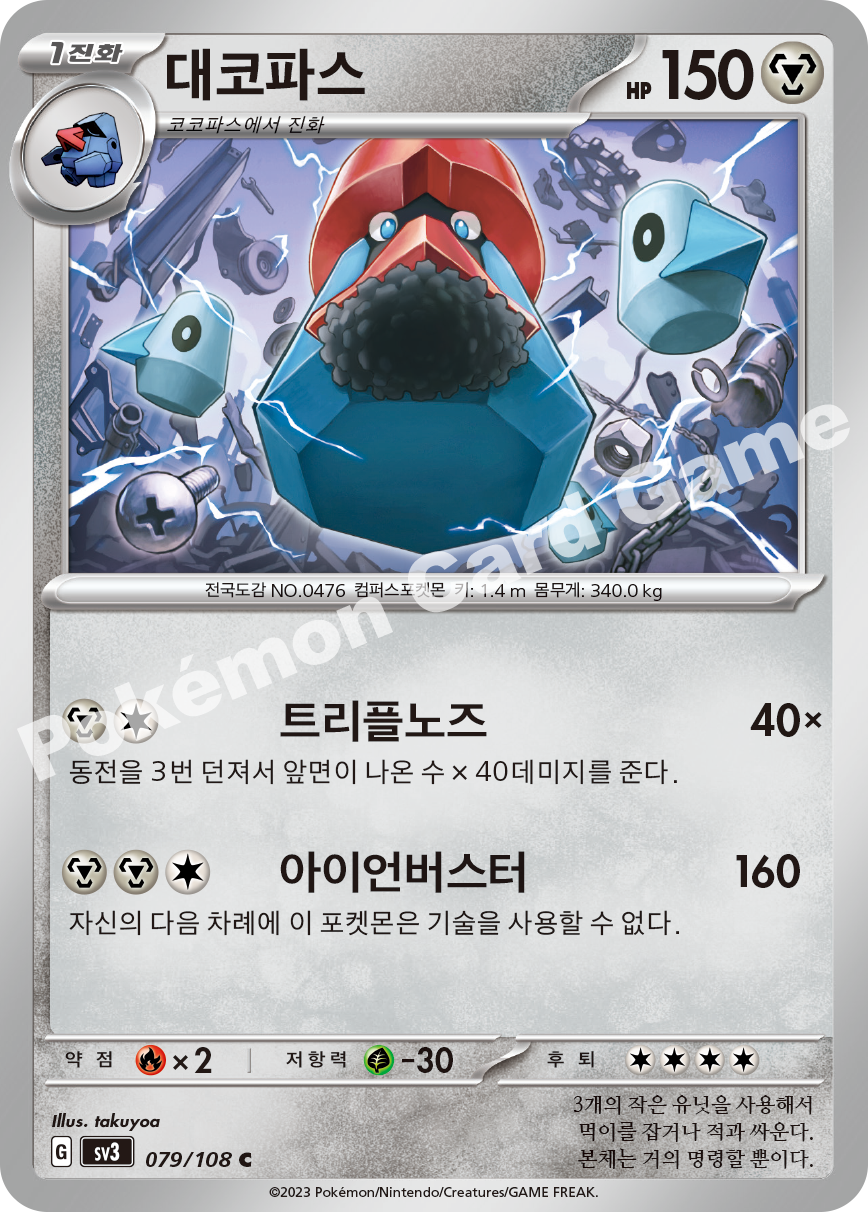 1진화
대코파스
HP 150
코코파스에서 진화
전국도감 NO.0476 컴퍼스포켓몬 키: 1.4 m 몸무게: 340.0 kg
Pokémon Card Game
트리플노즈 40×
동전을 3번 던져서 앞면이 나온 수 × 40데미지를 준다.
아이언버스터 160
자신의 다음 차례에 이 포켓몬은 기술을 사용할 수 없다.
약 점 ×2 저항력 -30 후 퇴
Illus. takuyoa
G sv3 079/108 C
3개의 작은 유닛을 사용해서
먹이를 잡거나 적과 싸운다.
본체는 거의 명령할 뿐이다.
©2023 Pokémon/Nintendo/Creatures/GAME FREAK.